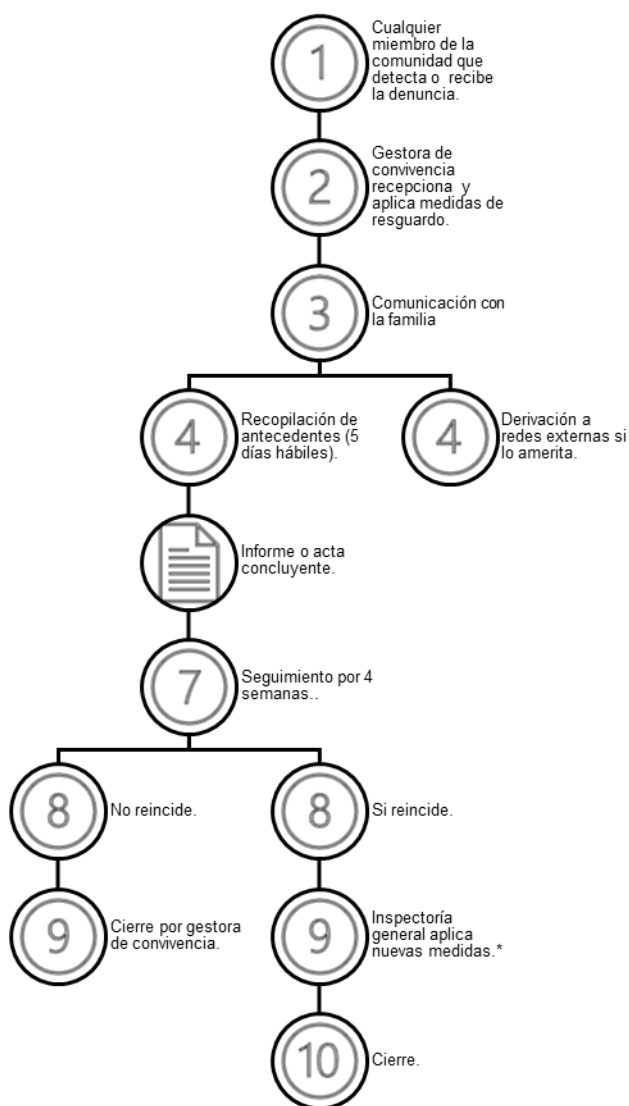 1
Cualquier
miembro de la
comunidad que
detecta o recibe
la denuncia.
2
Gestora de
convivencia
recepciona y
aplica medidas de
resguardo.
3
Comunicación con
la familia
4
Recopilación de
antecedentes (5
días hábiles).
4
Derivación a
redes externas si
lo amerita.
Informe o acta
concluyente.
7
Seguimiento por 4
semanas..
8
No reincide.
8
Si reincide.
9
Cierre por gestora
de convivencia.
9
Inspectoría
general aplica
nuevas medidas.*
10
Cierre.